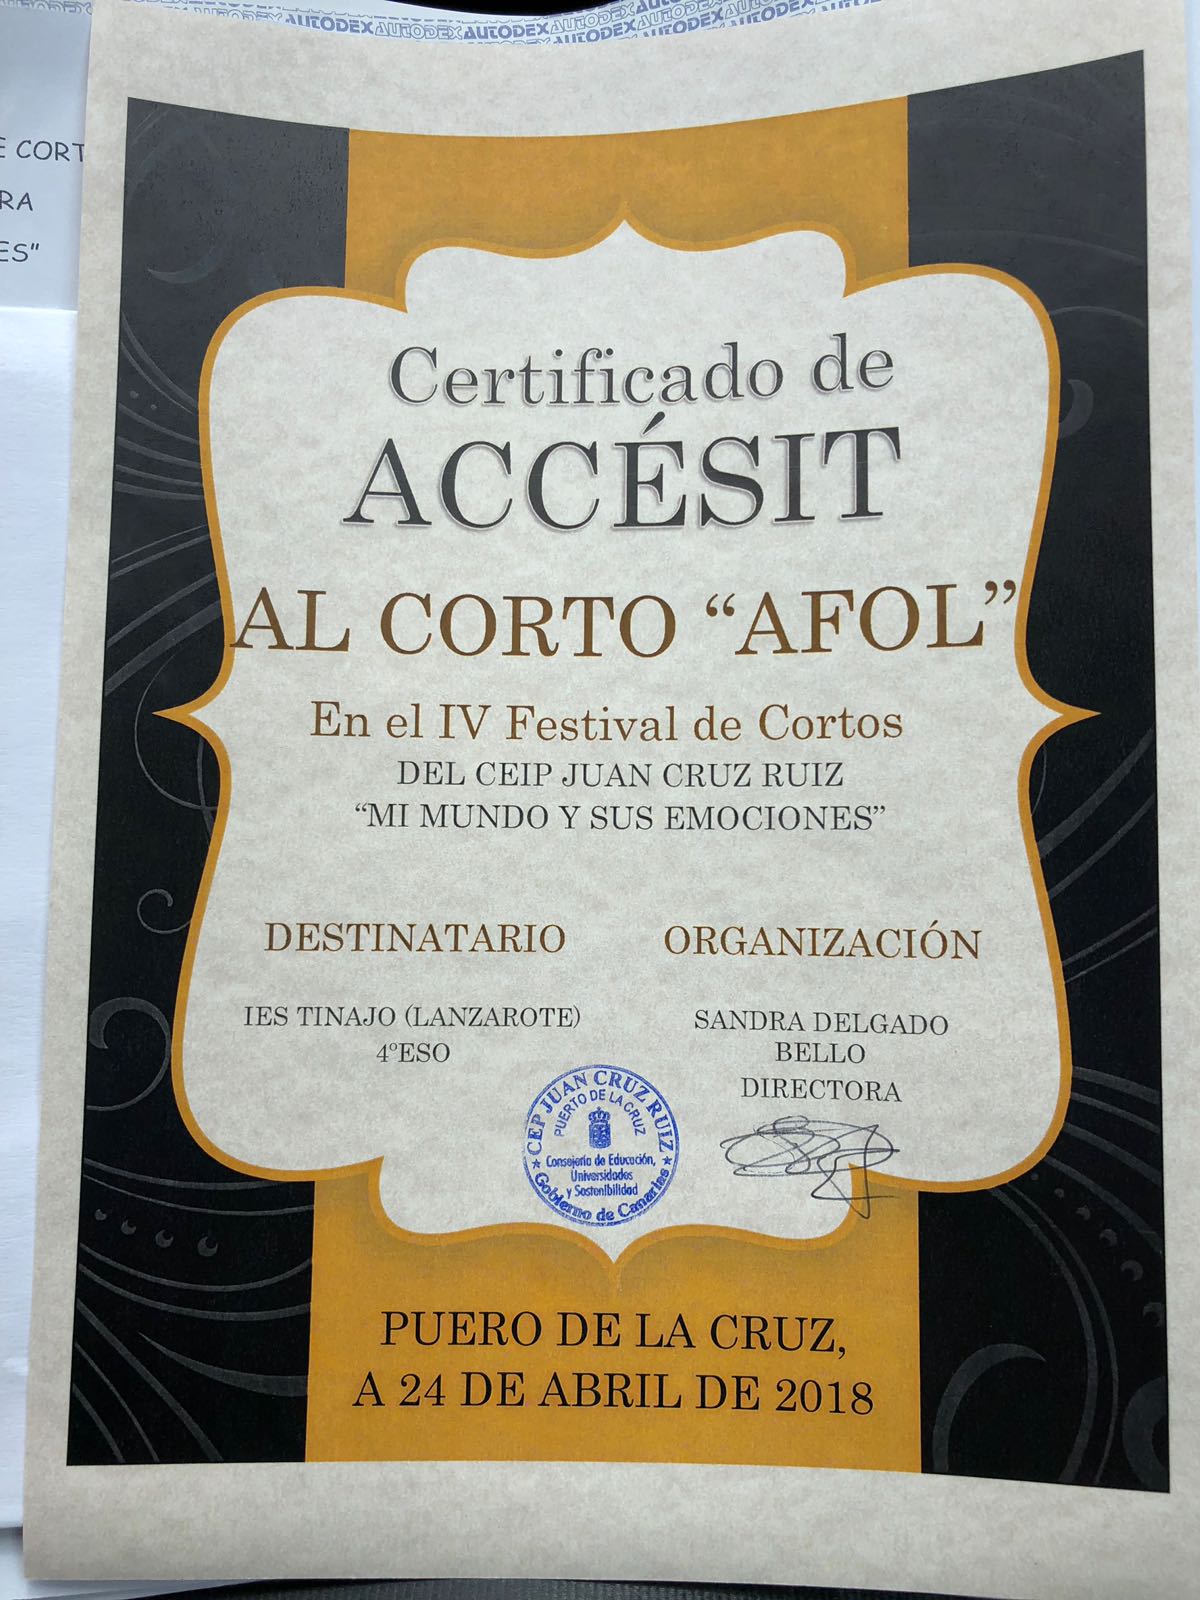 AUTODEX AUTODEX AUTODEX AUTODEX
E CORT
RA
ES"
Certificado de
ACCÉSIT
AL CORTO “AFOL”
En el IV Festival de Cortos
DEL CEIP JUAN CRUZ RUIZ
“MI MUNDO Y SUS EMOCIONES”
DESTINATARIO
ORGANIZACIÓN
IES TINAJO (LANZAROTE)
4ºESO
SANDRA DELGADO
BELLO
DIRECTORA
CEP JUAN CRUZ RUIZ
PUERTO DE LA CRUZ
Consejería de Educación,
Universidades
y Sostenibilidad
Gobierno de Canarias
PUERO DE LA CRUZ,
A 24 DE ABRIL DE 2018